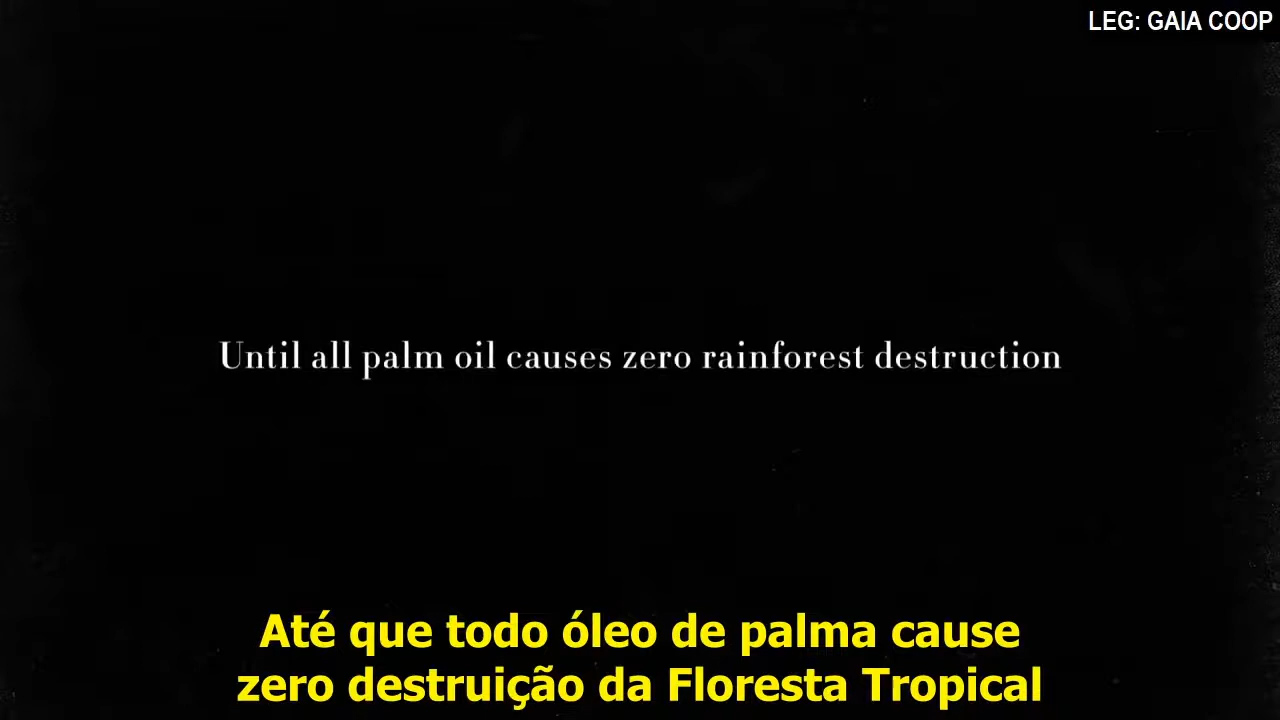 LEG: GAIA COOP
Until all palm oil causes zero rainforest destruction
Até que todo óleo de palma cause
zero destruição da Floresta Tropical